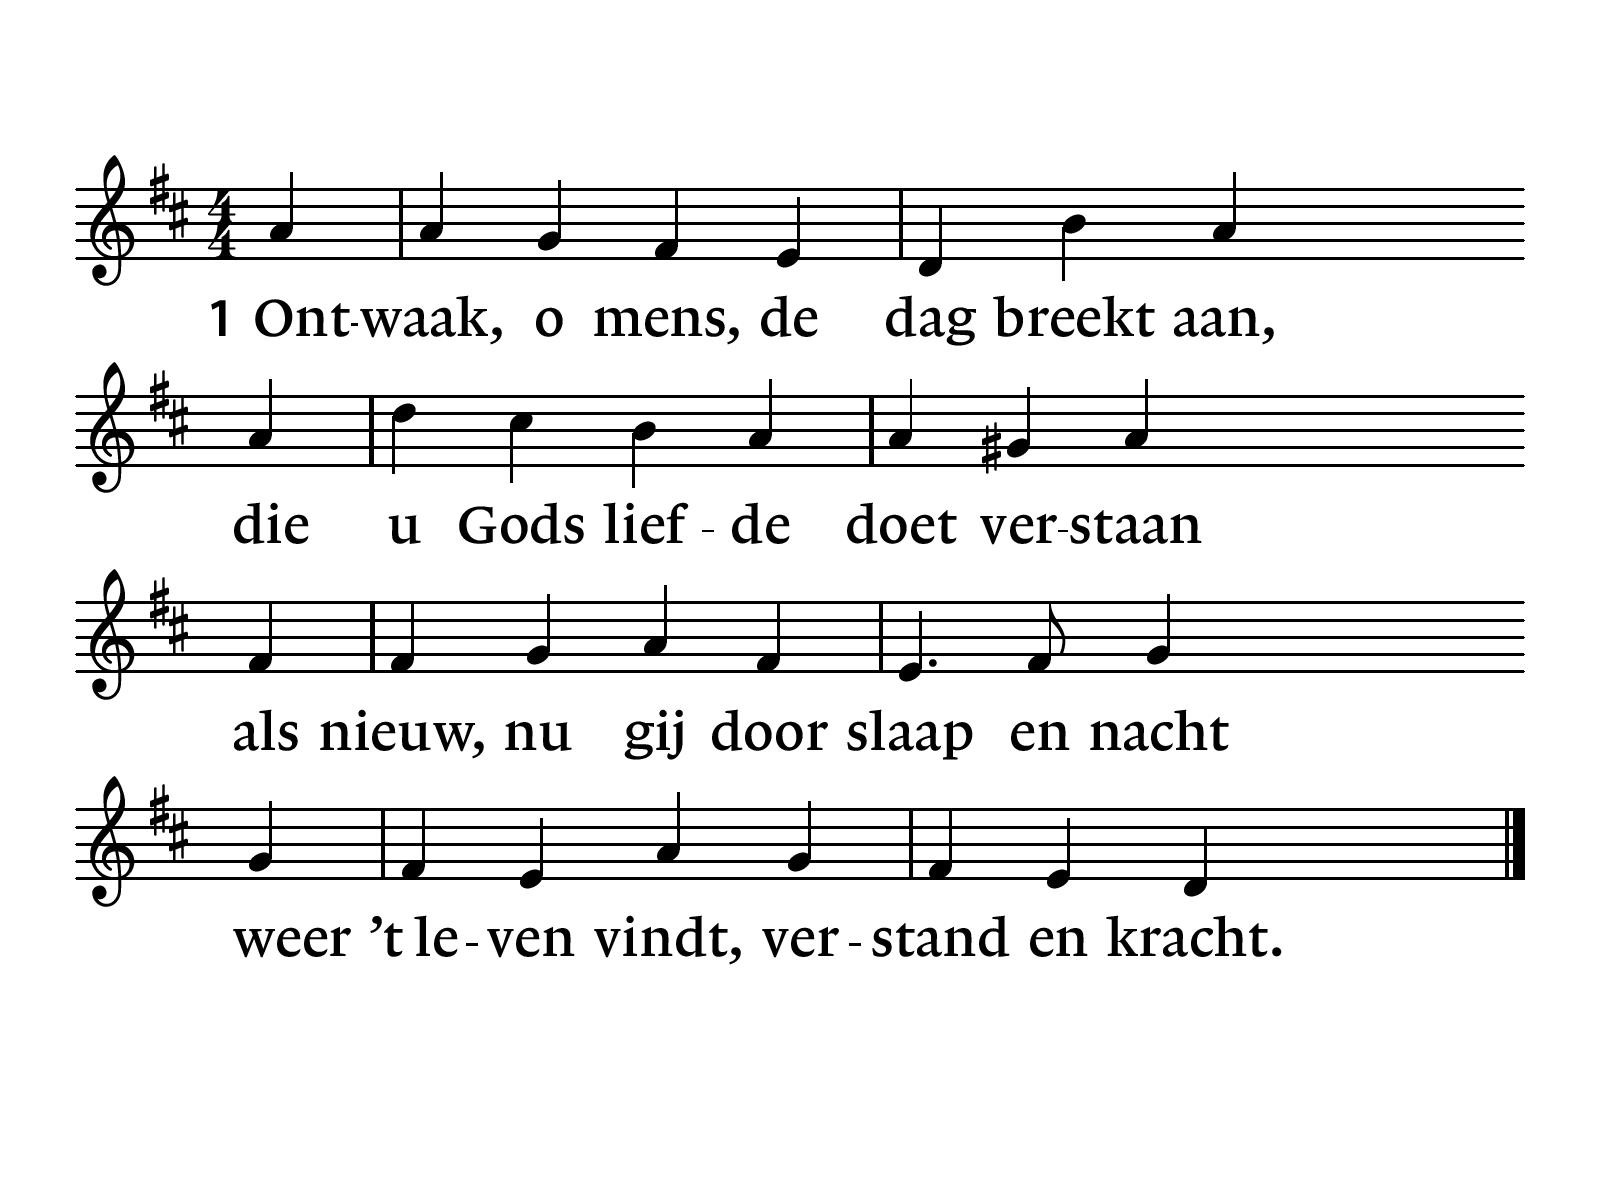 1 Ont-waak, o mens, de dag breekt aan,
die u Gods lief - de doet ver-staan
als nieuw, nu gij door slaap en nacht
weer ’t le - ven vindt, ver - stand en kracht.